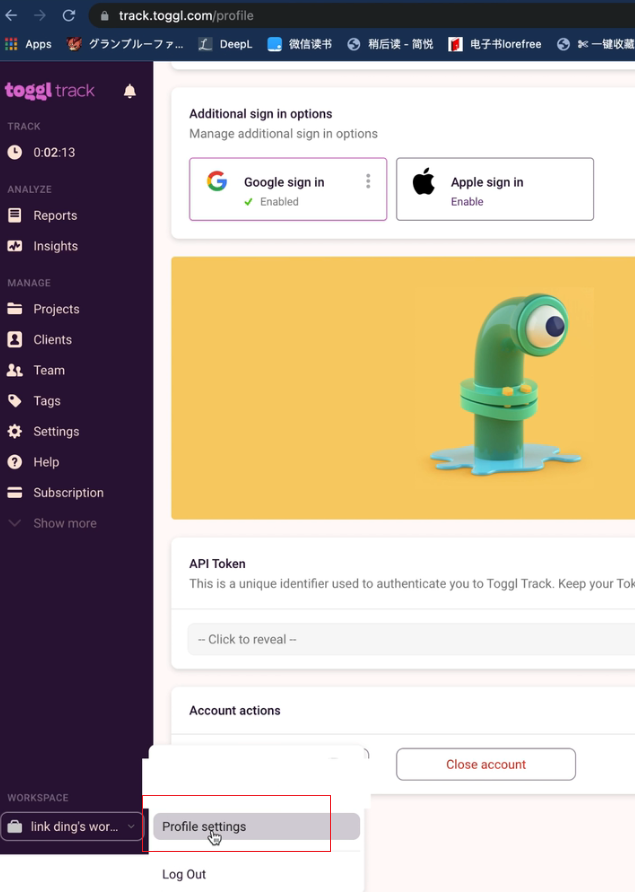 track.toggl.com/profile
Apps
グランブルーファ...
DeepL
微信读书
稍后读 - 简悦
电子书lorefree
一键收藏
toggl track
TRACK
0:02:13
ANALYZE
Reports
Insights
MANAGE
Projects
Clients
Team
Tags
Settings
Help
Subscription
Show more
WORKSPACE
link ding's wor...
Additional sign in options
Manage additional sign in options
Google sign in
Enabled
Apple sign in
Enable
API Token
This is a unique identifier used to authenticate you to Toggl Track. Keep your Tok
-- Click to reveal --
Account actions
Close account
Profile settings
Log Out